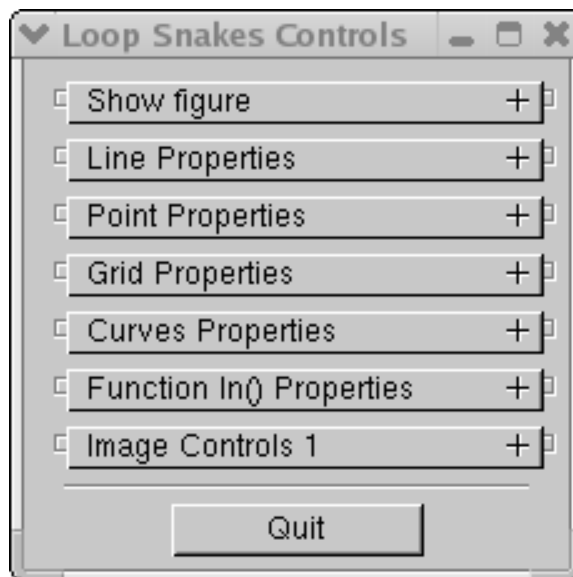 Loop Snakes Controls
Show figure +
Line Properties +
Point Properties +
Grid Properties +
Curves Properties +
Function In() Properties +
Image Controls 1 +
Quit